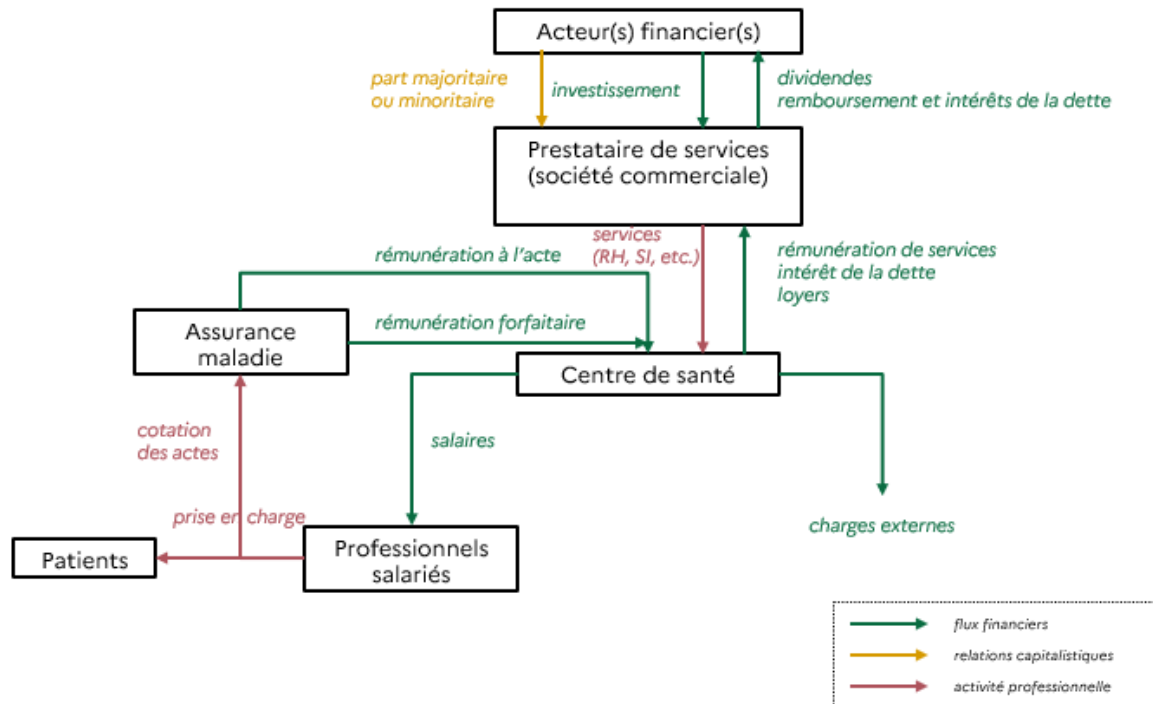 Acteur(s) financier(s)
part majoritaire
ou minoritaire
investissement
dividendes
remboursement et intérêts de la dette
Prestataire de services
(société commerciale)
services
(RH, SI, etc.)
rémunération de services
intérêt de la dette
loyers
rémunération à l'acte
Assurance
maladie
rémunération forfaitaire
Centre de santé
cotation
des actes
salaires
prise en charge
charges externes
Patients
Professionnels
salariés
flux financiers
relations capitalistiques
activité professionnelle